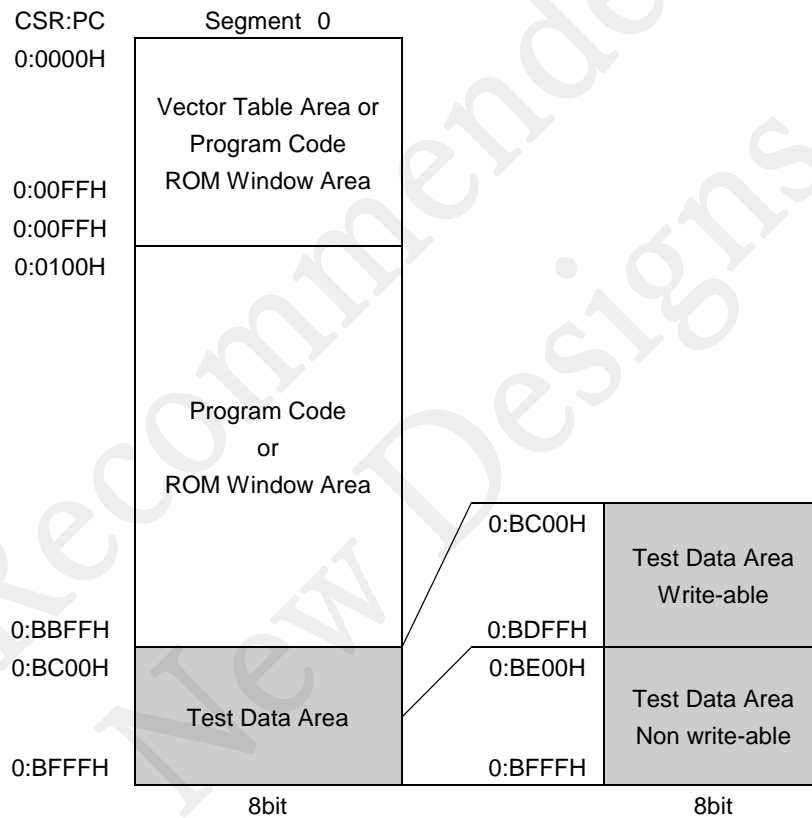 CSR:PC
Segment 0
0:0000H
Vector Table Area or
Program Code
ROM Window Area
0:00FFH
0:00FFH
0:0100H
Program Code
or
ROM Window Area
0:BBFFH
0:BC00H
Test Data Area
0:BFFFH
8bit
0:BC00H
Test Data Area
Write-able
0:BDFFH
0:BE00H
Test Data Area
Non write-able
0:BFFFH
8bit
Recommende
New Designs